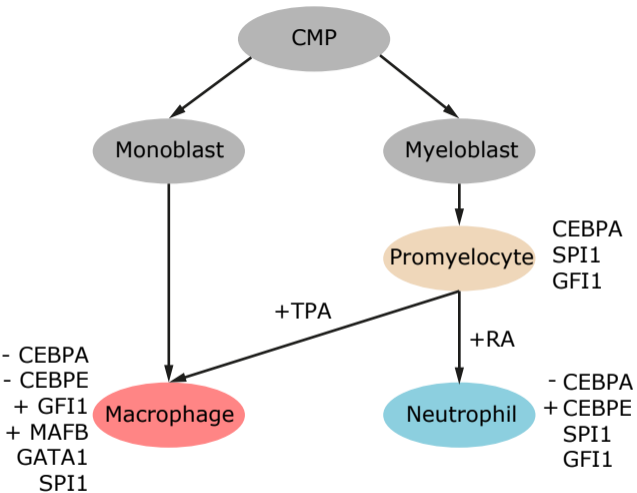 CMP
Monoblast
Myeloblast
Promyelocyte
CEBPA
SPI1
GFI1
+TPA
+RA
- CEBPA
- CEBPE
+ GFI1
+ MAFB
GATA1
SPI1
Macrophage
Neutrophil
- CEBPA
+ CEBPE
SPI1
GFI1